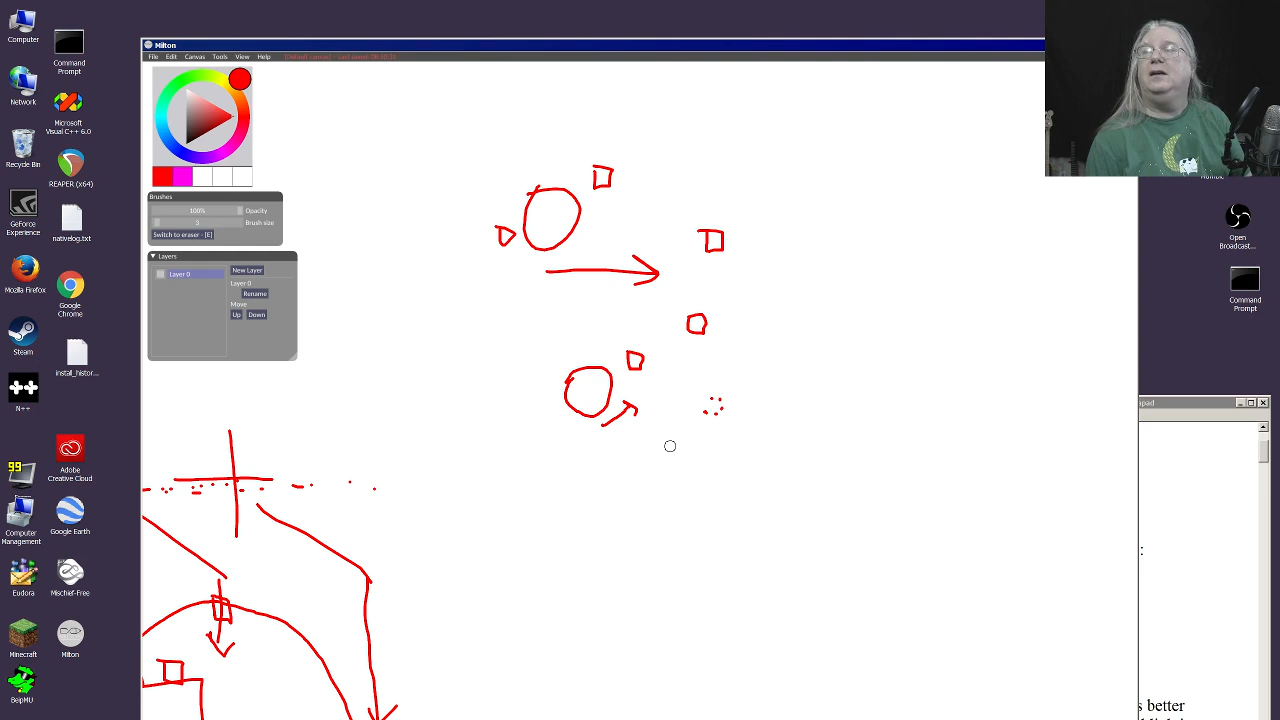 Computer
Command
Prompt
Network
Microsoft
Visual C++ 6.0
Recycle Bin
REAPER (x64)
GeForce
Experience
nativelog.txt
Mozilla Firefox
Google
Chrome
Steam
install_histor...
N++
Adobe
Creative Cloud
99
Computer
Management
Google Earth
Eudora
Mischief-Free
Minecraft
Milton
BeipMU
Milton
File Edit Canvas Tools View Help
Brushes
100% Opacity
3 Brush size
Switch to eraser - [E]
Layers
Layer 0
New Layer
Layer 0
Rename
Move
Up Down
Open
Broadcast...
Command
Prompt
:
s better